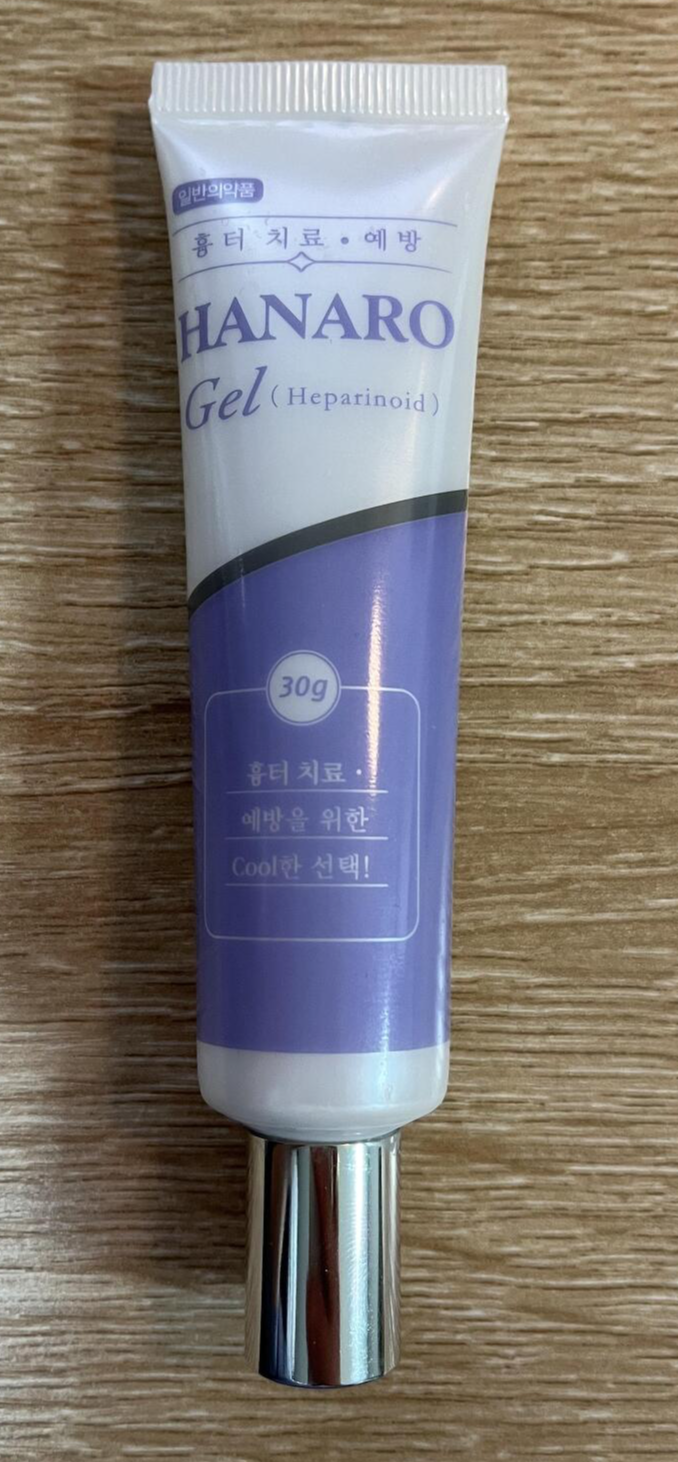 일반의약품
흉터 치료 • 예방
HANARO
Gel (Heparinoid)
30g
흉터 치료 ·
예방을 위한
Cool한 선택!